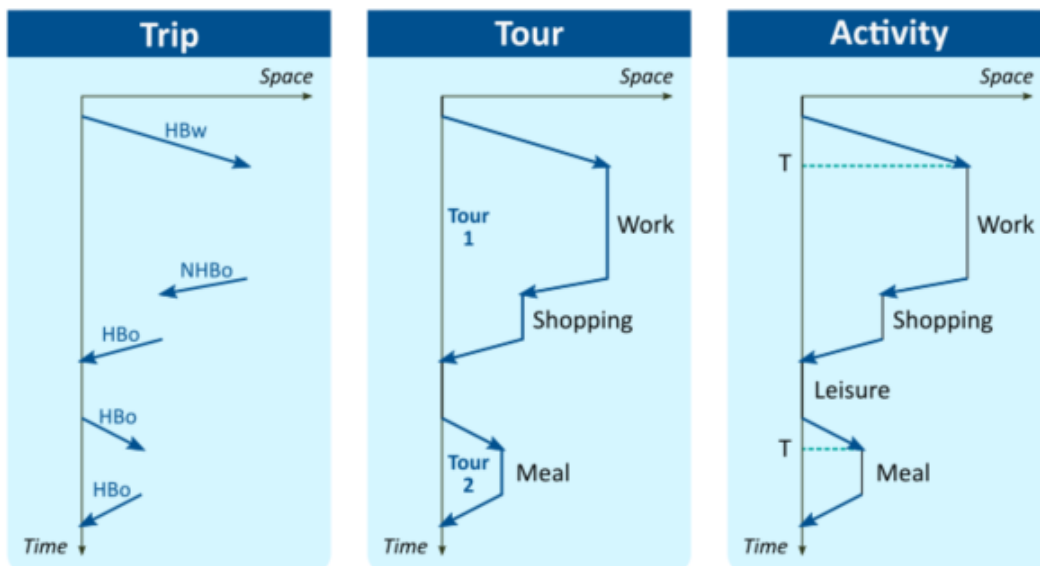 Trip
Space
HBw
NHBo
HBo
HBo
HBo
Time
Tour
Space
Tour
1
Work
Shopping
Tour
2
Meal
Time
Activity
Space
T
Work
Shopping
Leisure
T
Meal
Time